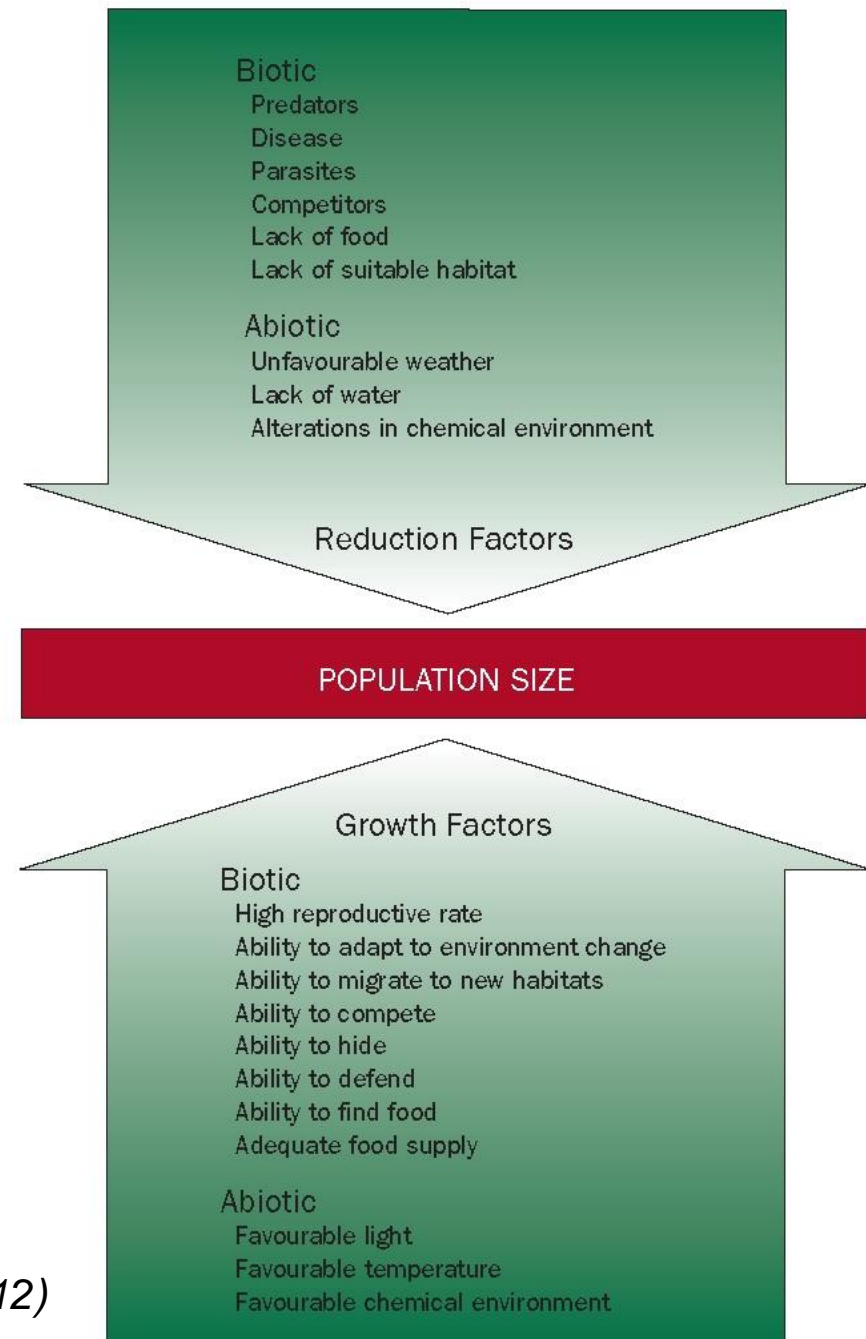 Biotic
Predators
Disease
Parasites
Competitors
Lack of food
Lack of suitable habitat
Abiotic
Unfavourable weather
Lack of water
Alterations in chemical environment
Reduction Factors
POPULATION SIZE
Growth Factors
Biotic
High reproductive rate
Ability to adapt to environment change
Ability to migrate to new habitats
Ability to compete
Ability to hide
Ability to defend
Ability to find food
Adequate food supply
Abiotic
Favourable light
Favourable temperature
Favourable chemical environment
12)